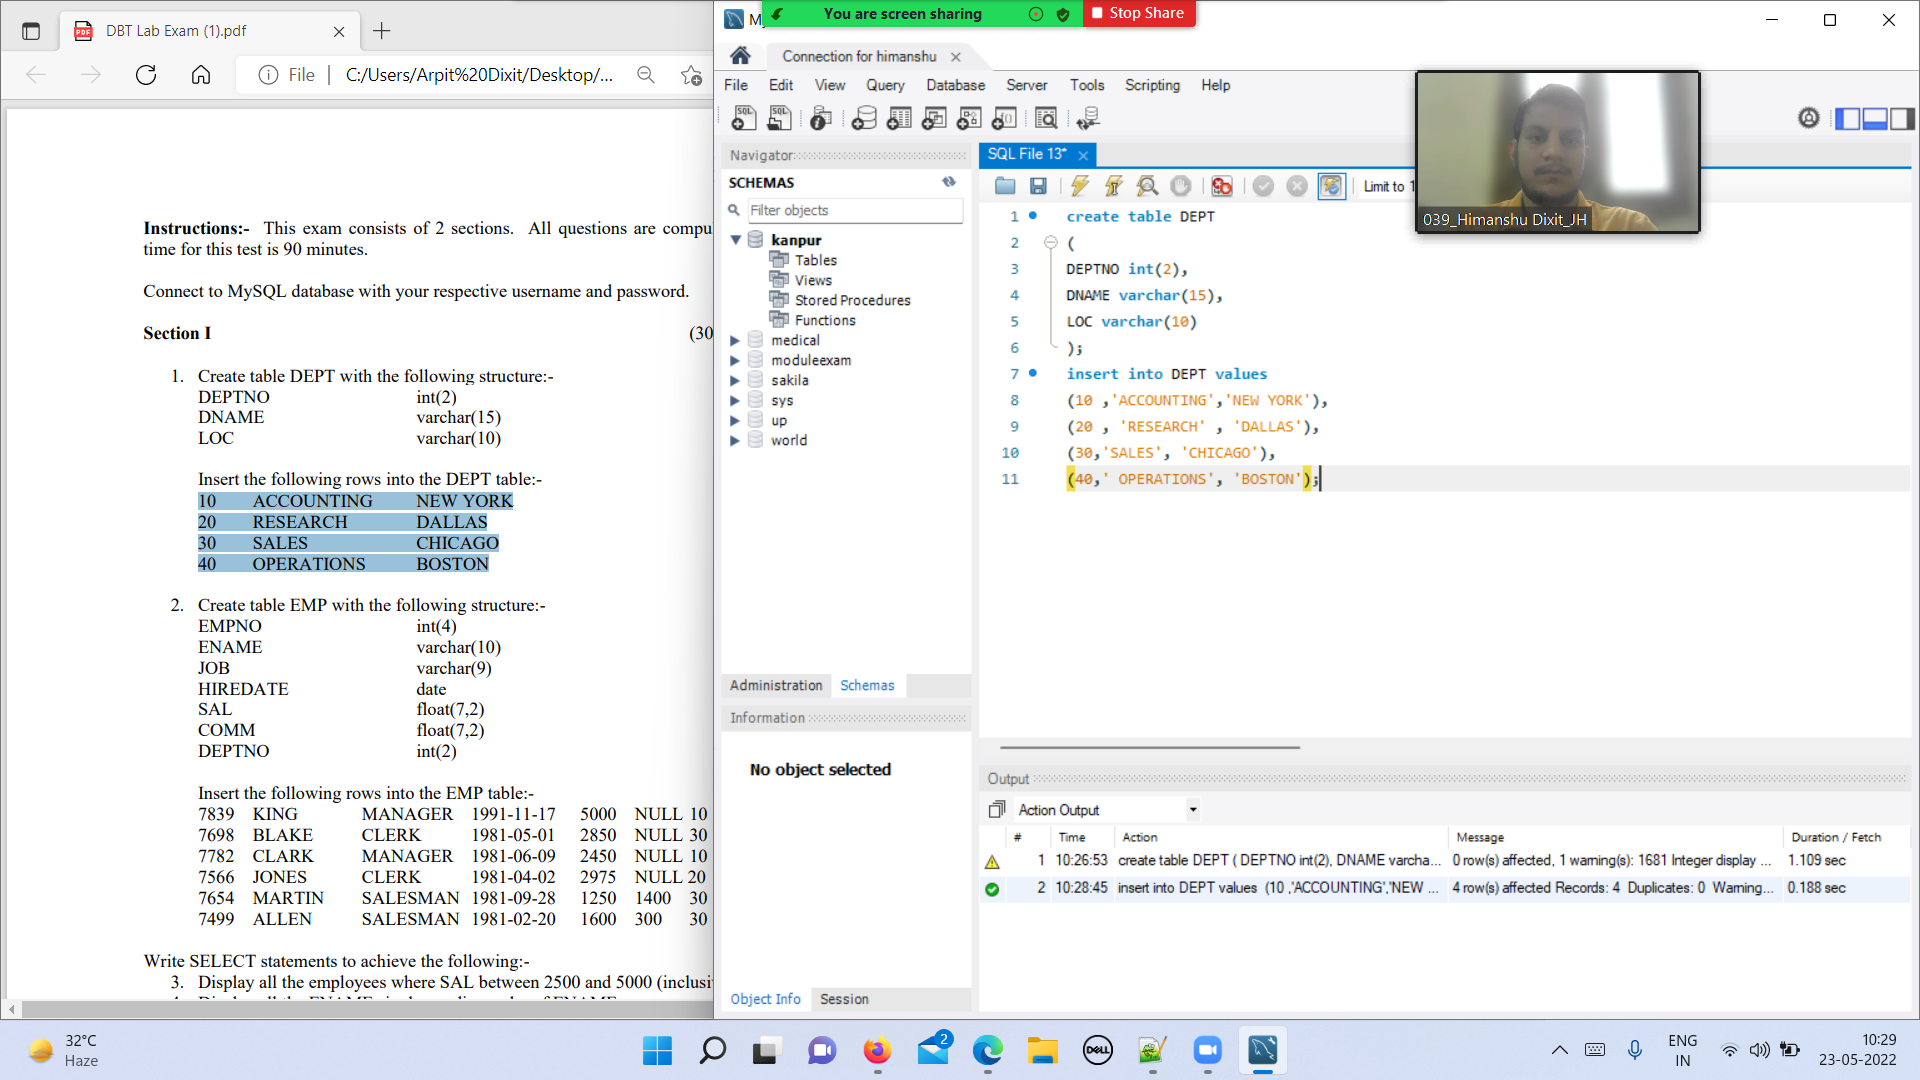 DBT Lab Exam (1).pdf
File
C:/Users/Arpit%20Dixit/Desktop/...
Instructions:- This exam consists of 2 sections. All questions are compu
time for this test is 90 minutes.
Connect to MySQL database with your respective username and password.
Section I (30
1. Create table DEPT with the following structure:-
DEPTNO int(2)
DNAME varchar(15)
LOC varchar(10)
Insert the following rows into the DEPT table:-
10 ACCOUNTING NEW YORK
20 RESEARCH DALLAS
30 SALES CHICAGO
40 OPERATIONS BOSTON
2. Create table EMP with the following structure:-
EMPNO int(4)
ENAME varchar(10)
JOB varchar(9)
HIREDATE date
SAL float(7,2)
COMM float(7,2)
DEPTNO int(2)
Insert the following rows into the EMP table:-
7839 KING MANAGER 1991-11-17 5000 NULL 10
7698 BLAKE CLERK 1981-05-01 2850 NULL 30
7782 CLARK MANAGER 1981-06-09 2450 NULL 10
7566 JONES CLERK 1981-04-02 2975 NULL 20
7654 MARTIN SALESMAN 1981-09-28 1250 1400 30
7499 ALLEN SALESMAN 1981-02-20 1600 300 30
Write SELECT statements to achieve the following:-
3. Display all the employees where SAL between 2500 and 5000 (inclusi
You are screen sharing
Stop Share
Connection for himanshu
File Edit View Query Database Server Tools Scripting Help
Navigator
SCHEMAS
Filter objects
kanpur
Tables
Views
Stored Procedures
Functions
medical
moduleexam
sakila
sys
up
world
Administration Schemas
Information
No object selected
Object Info Session
SQL File 13*
Limit to 1
039_Himanshu Dixit_JH
1 create table DEPT
2 (
3 DEPTNO int(2),
4 DNAME varchar(15),
5 LOC varchar(10)
6 );
7 insert into DEPT values
8 (10 ,'ACCOUNTING','NEW YORK'),
9 (20 , 'RESEARCH' , 'DALLAS'),
10 (30,'SALES', 'CHICAGO'),
11 (40,' OPERATIONS', 'BOSTON');
Output
Action Output
# Time Action Message Duration / Fetch
1 10:26:53 create table DEPT ( DEPTNO int(2), DNAME varcha... 0 row(s) affected, 1 warning(s): 1681 Integer display ... 1.109 sec
2 10:28:45 insert into DEPT values (10 ,'ACCOUNTING','NEW ... 4 row(s) affected Records: 4 Duplicates: 0 Warning... 0.188 sec
32°C
Haze
2
DELL
ENG
IN
10:29
23-05-2022